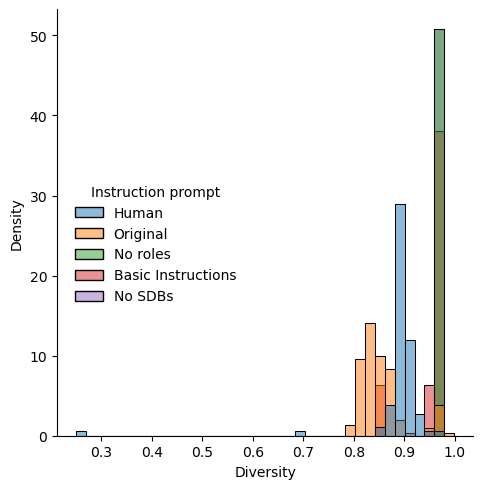 50
40
30
20
10
0
Density
Instruction prompt
Human
Original
No roles
Basic Instructions
No SDBs
0.3 0.4 0.5 0.6 0.7 0.8 0.9 1.0
Diversity